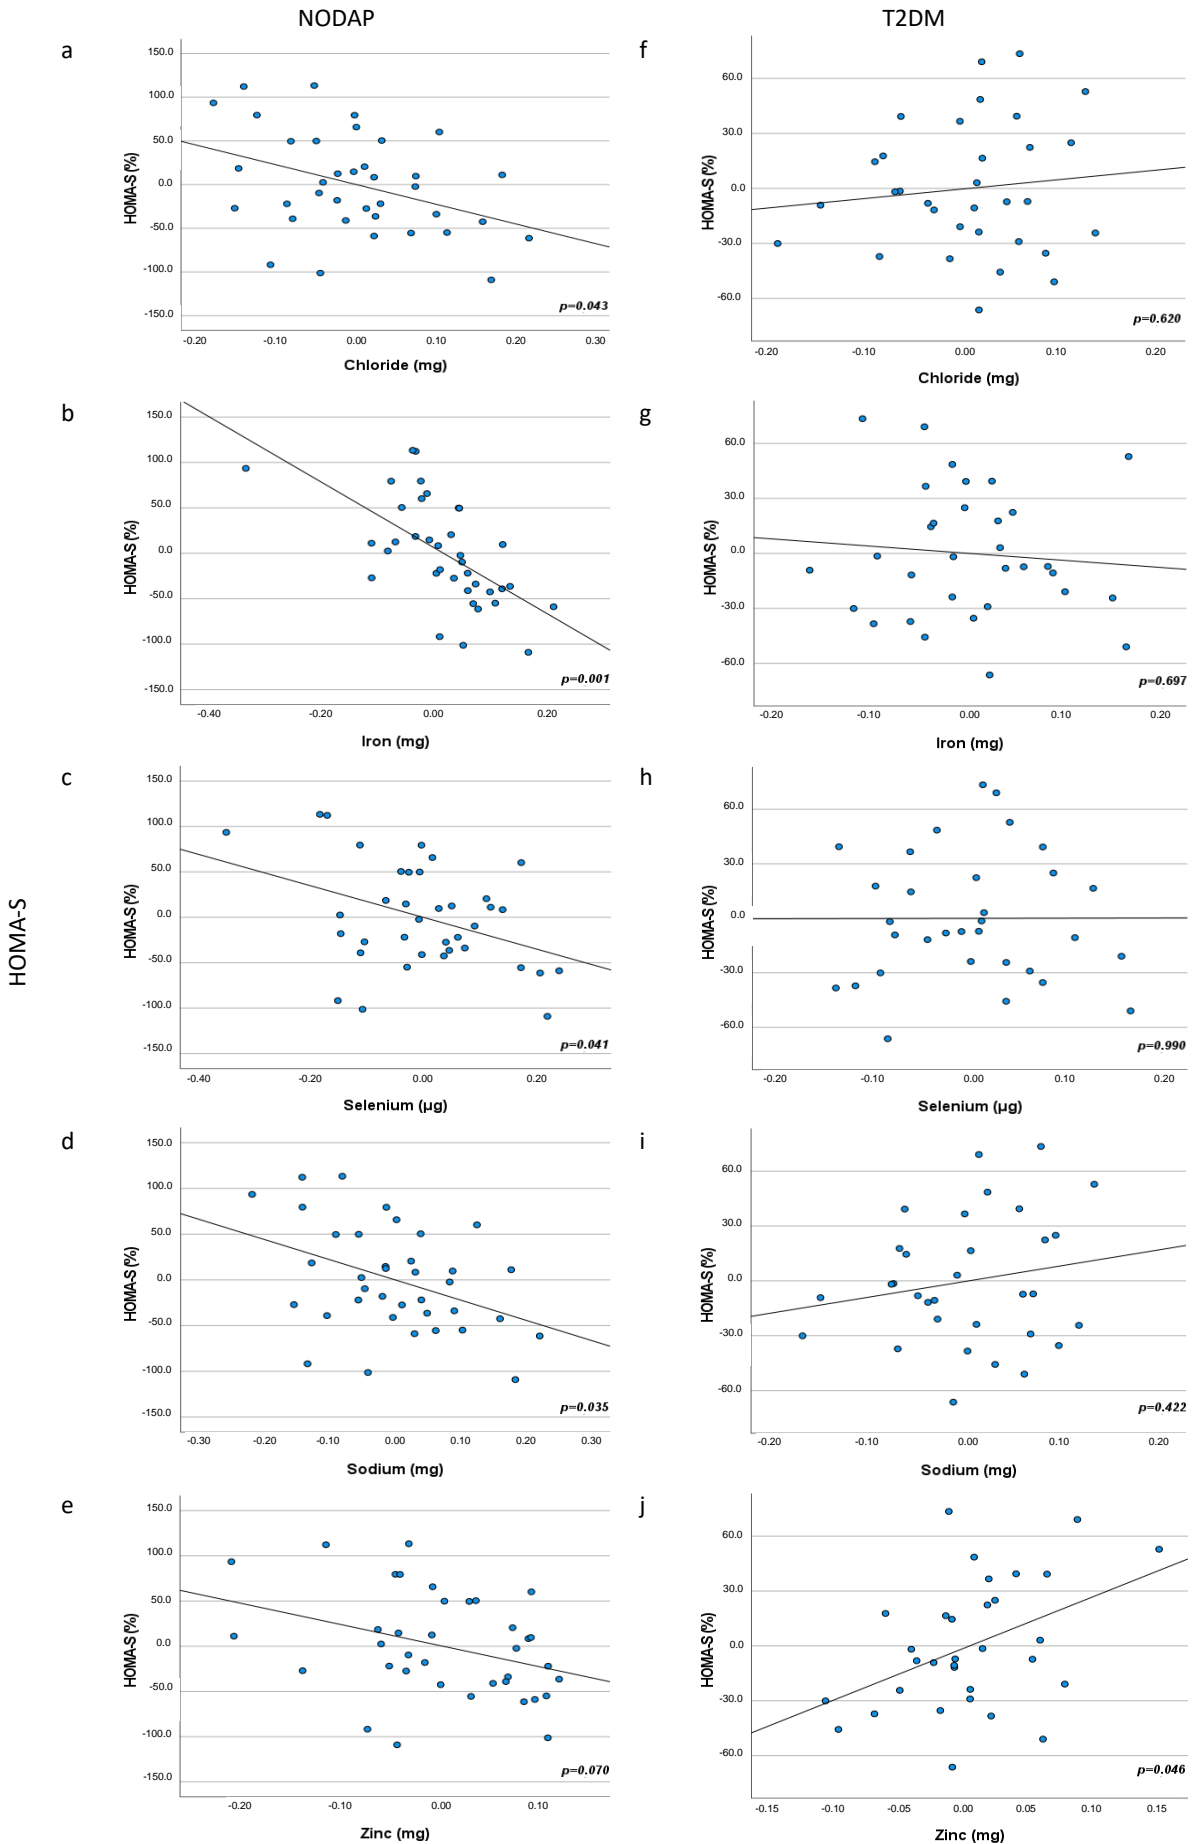 NODAP
T2DM
HOMA-S
a
150.0
100.0
50.0
0.0
-50.0
-100.0
-150.0
HOMA-S (%)
p=0.043
-0.20 -0.10 0.00 0.10 0.20 0.30
Chloride (mg)
f
60.0
30.0
0.0
-30.0
-60.0
HOMA-S (%)
p=0.620
-0.20 -0.10 0.00 0.10 0.20
Chloride (mg)
b
150.0
100.0
50.0
0.0
-50.0
-100.0
-150.0
HOMA-S (%)
p=0.001
-0.40 -0.20 0.00 0.20
Iron (mg)
g
60.0
30.0
0.0
-30.0
-60.0
HOMA-S (%)
p=0.697
-0.20 -0.10 0.00 0.10 0.20
Iron (mg)
c
150.0
100.0
50.0
0.0
-50.0
-100.0
-150.0
HOMA-S (%)
p=0.041
-0.40 -0.20 0.00 0.20
Selenium (µg)
h
60.0
30.0
0.0
-30.0
-60.0
HOMA-S (%)
p=0.990
-0.20 -0.10 0.00 0.10 0.20
Selenium (µg)
d
150.0
100.0
50.0
0.0
-50.0
-100.0
-150.0
HOMA-S (%)
p=0.035
-0.30 -0.20 -0.10 0.00 0.10 0.20 0.30
Sodium (mg)
i
60.0
30.0
0.0
-30.0
-60.0
HOMA-S (%)
p=0.422
-0.20 -0.10 0.00 0.10 0.20
Sodium (mg)
e
150.0
100.0
50.0
0.0
-50.0
-100.0
-150.0
HOMA-S (%)
p=0.070
-0.20 -0.10 0.00 0.10
Zinc (mg)
j
60.0
30.0
0.0
-30.0
-60.0
HOMA-S (%)
p=0.046
-0.15 -0.10 -0.05 0.00 0.05 0.10 0.15
Zinc (mg)